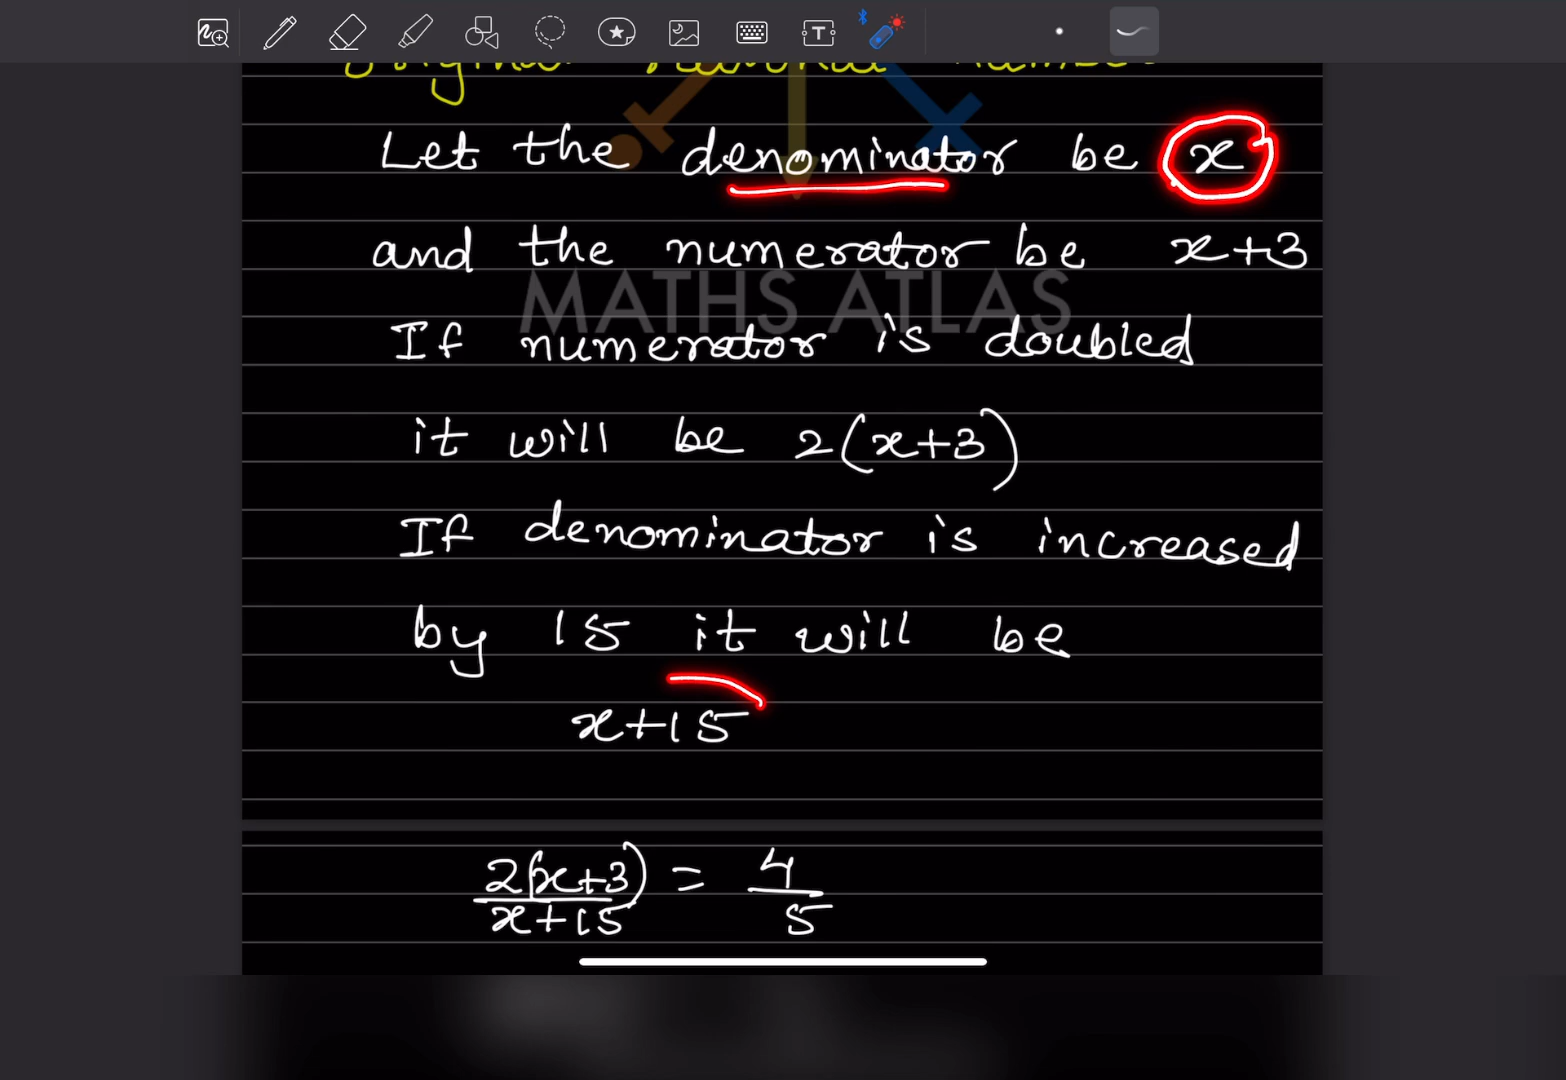 Let the denominator be x
and the numerator be x+3
MATHS ATLAS
If numerator is doubled
it will be 2(x+3)
If denominator is increased
by 15 it will be
x+15
2(x+3) = 4
x+15 5